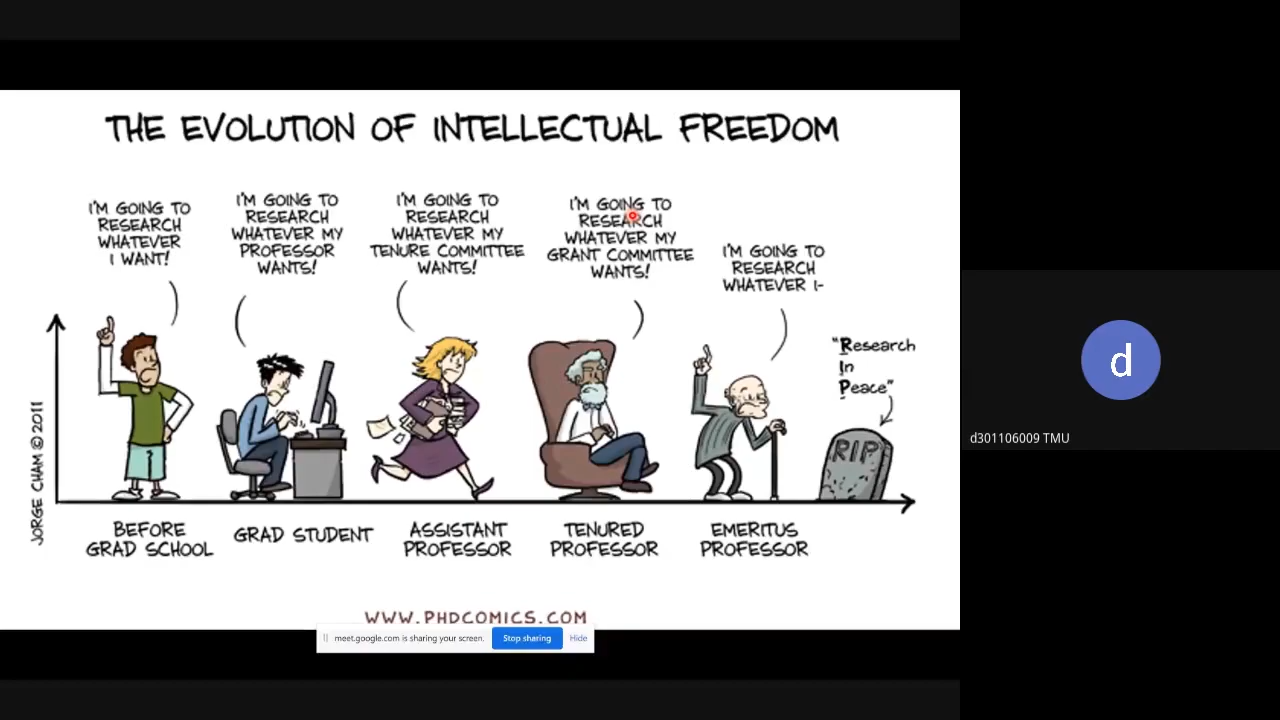 THE EVOLUTION OF INTELLECTUAL FREEDOM
I'M GOING TO
RESEARCH
WHATEVER
I WANT!
I'M GOING TO
RESEARCH
WHATEVER MY
PROFESSOR
WANTS!
I'M GOING TO
RESEARCH
WHATEVER MY
TENURE COMMITTEE
WANTS!
I'M GOING TO
RESEARCH
WHATEVER MY
GRANT COMMITTEE
WANTS!
I'M GOING TO
RESEARCH
WHATEVER I-
"Research
In
Peace"
RIP
JORGE CHAM © 2011
BEFORE
GRAD SCHOOL
GRAD STUDENT
ASSISTANT
PROFESSOR
TENURED
PROFESSOR
EMERITUS
PROFESSOR
WWW.PHDCOMICS.COM
meet.google.com is sharing your screen.
Stop sharing
Hide
d
d301106009 TMU